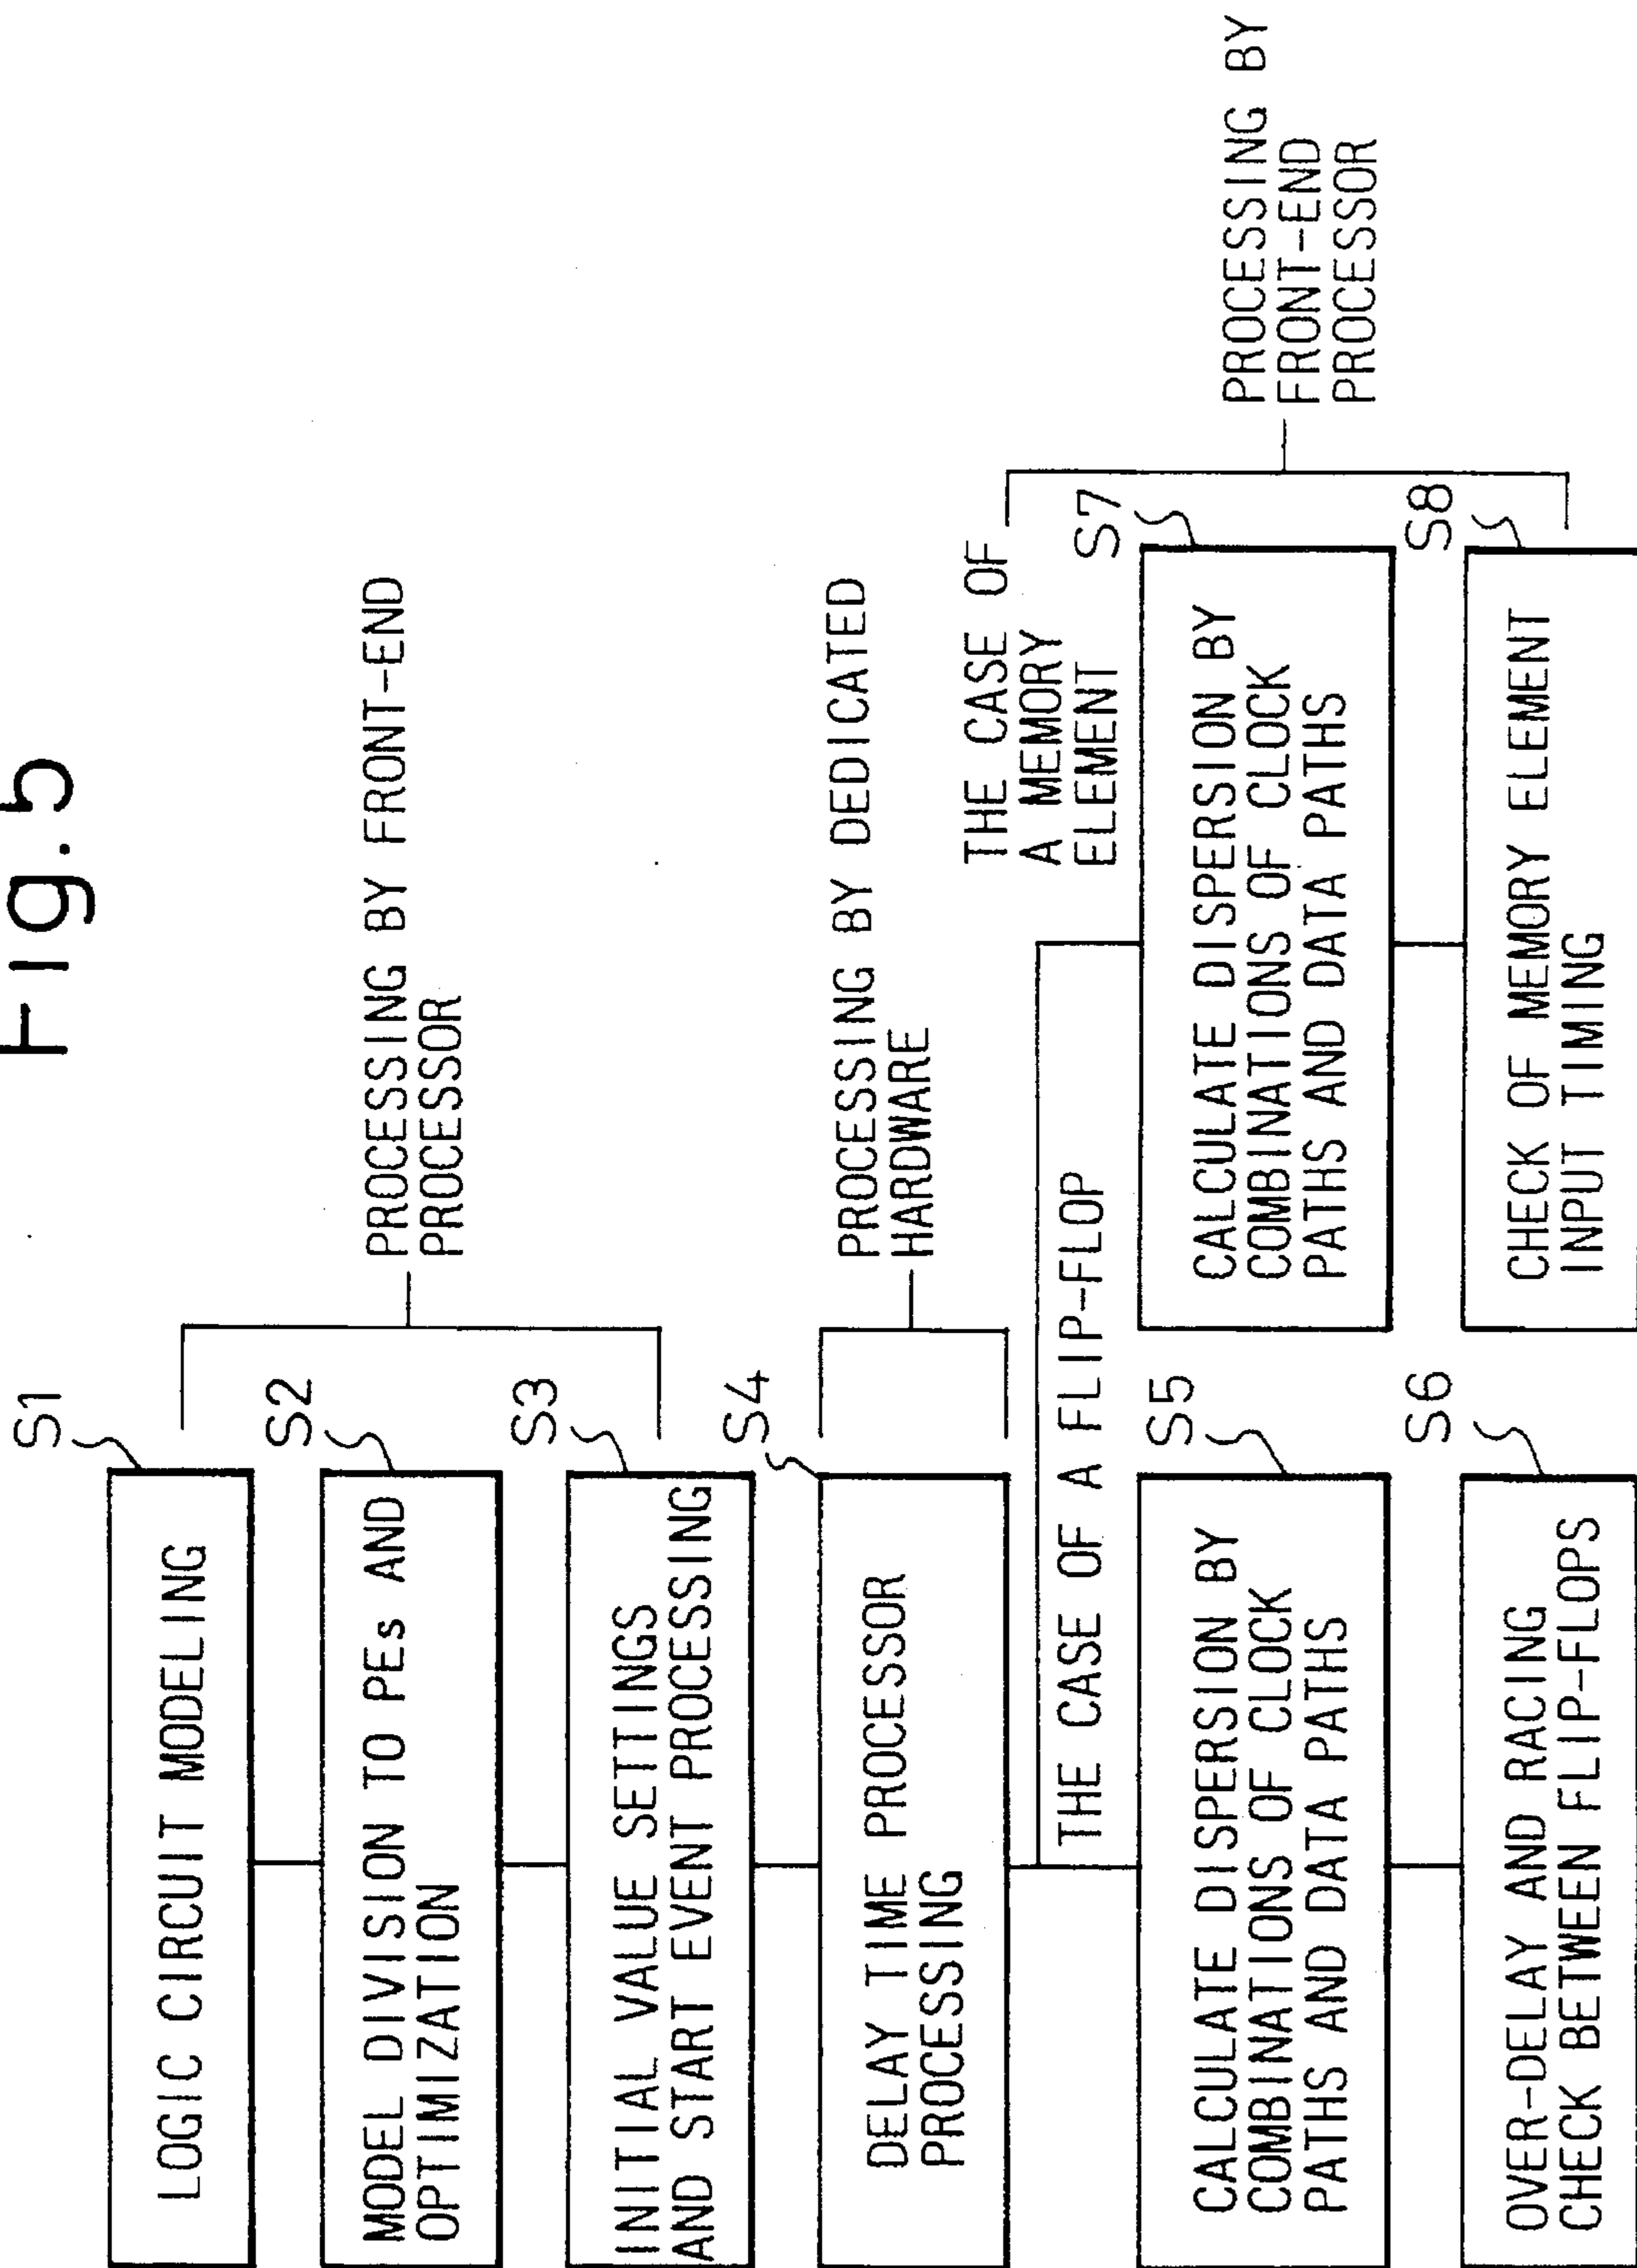 Fig.5
S1
LOGIC CIRCUIT MODELING
S2
MODEL DIVISION TO PEs AND
OPTIMIZATION
S3
INITIAL VALUE SETTINGS
AND START EVENT PROCESSING
PROCESSING BY FRONT-END
PROCESSOR
S4
DELAY TIME PROCESSOR
PROCESSING
PROCESSING BY DEDICATED
HARDWARE
THE CASE OF A FLIP-FLOP
S5
CALCULATE DISPERSION BY
COMBINATIONS OF CLOCK
PATHS AND DATA PATHS
S6
OVER-DELAY AND RACING
CHECK BETWEEN FLIP-FLOPS
THE CASE OF
A MEMORY
ELEMENT
S7
CALCULATE DISPERSION BY
COMBINATIONS OF CLOCK
PATHS AND DATA PATHS
S8
CHECK OF MEMORY ELEMENT
INPUT TIMING
PROCESSING BY
FRONT-END
PROCESSOR